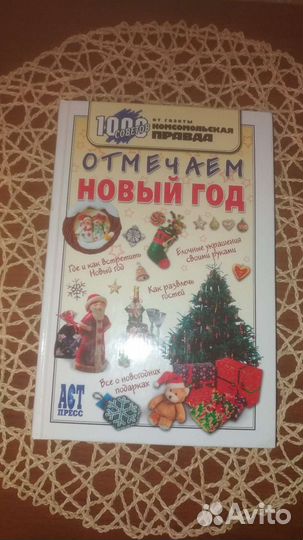 1000
СОВЕТОВ
ОТ ГАЗЕТЫ
КОМСОМОЛЬСКАЯ
ПРАВДА
ОТМЕЧАЕМ
НОВЫЙ ГОД
Где и как встретить
Новый год
Елочные украшения
своими руками
Как развлечь
гостей
Все о новогодних
подарках
АСТ
ПРЕСС
Avito